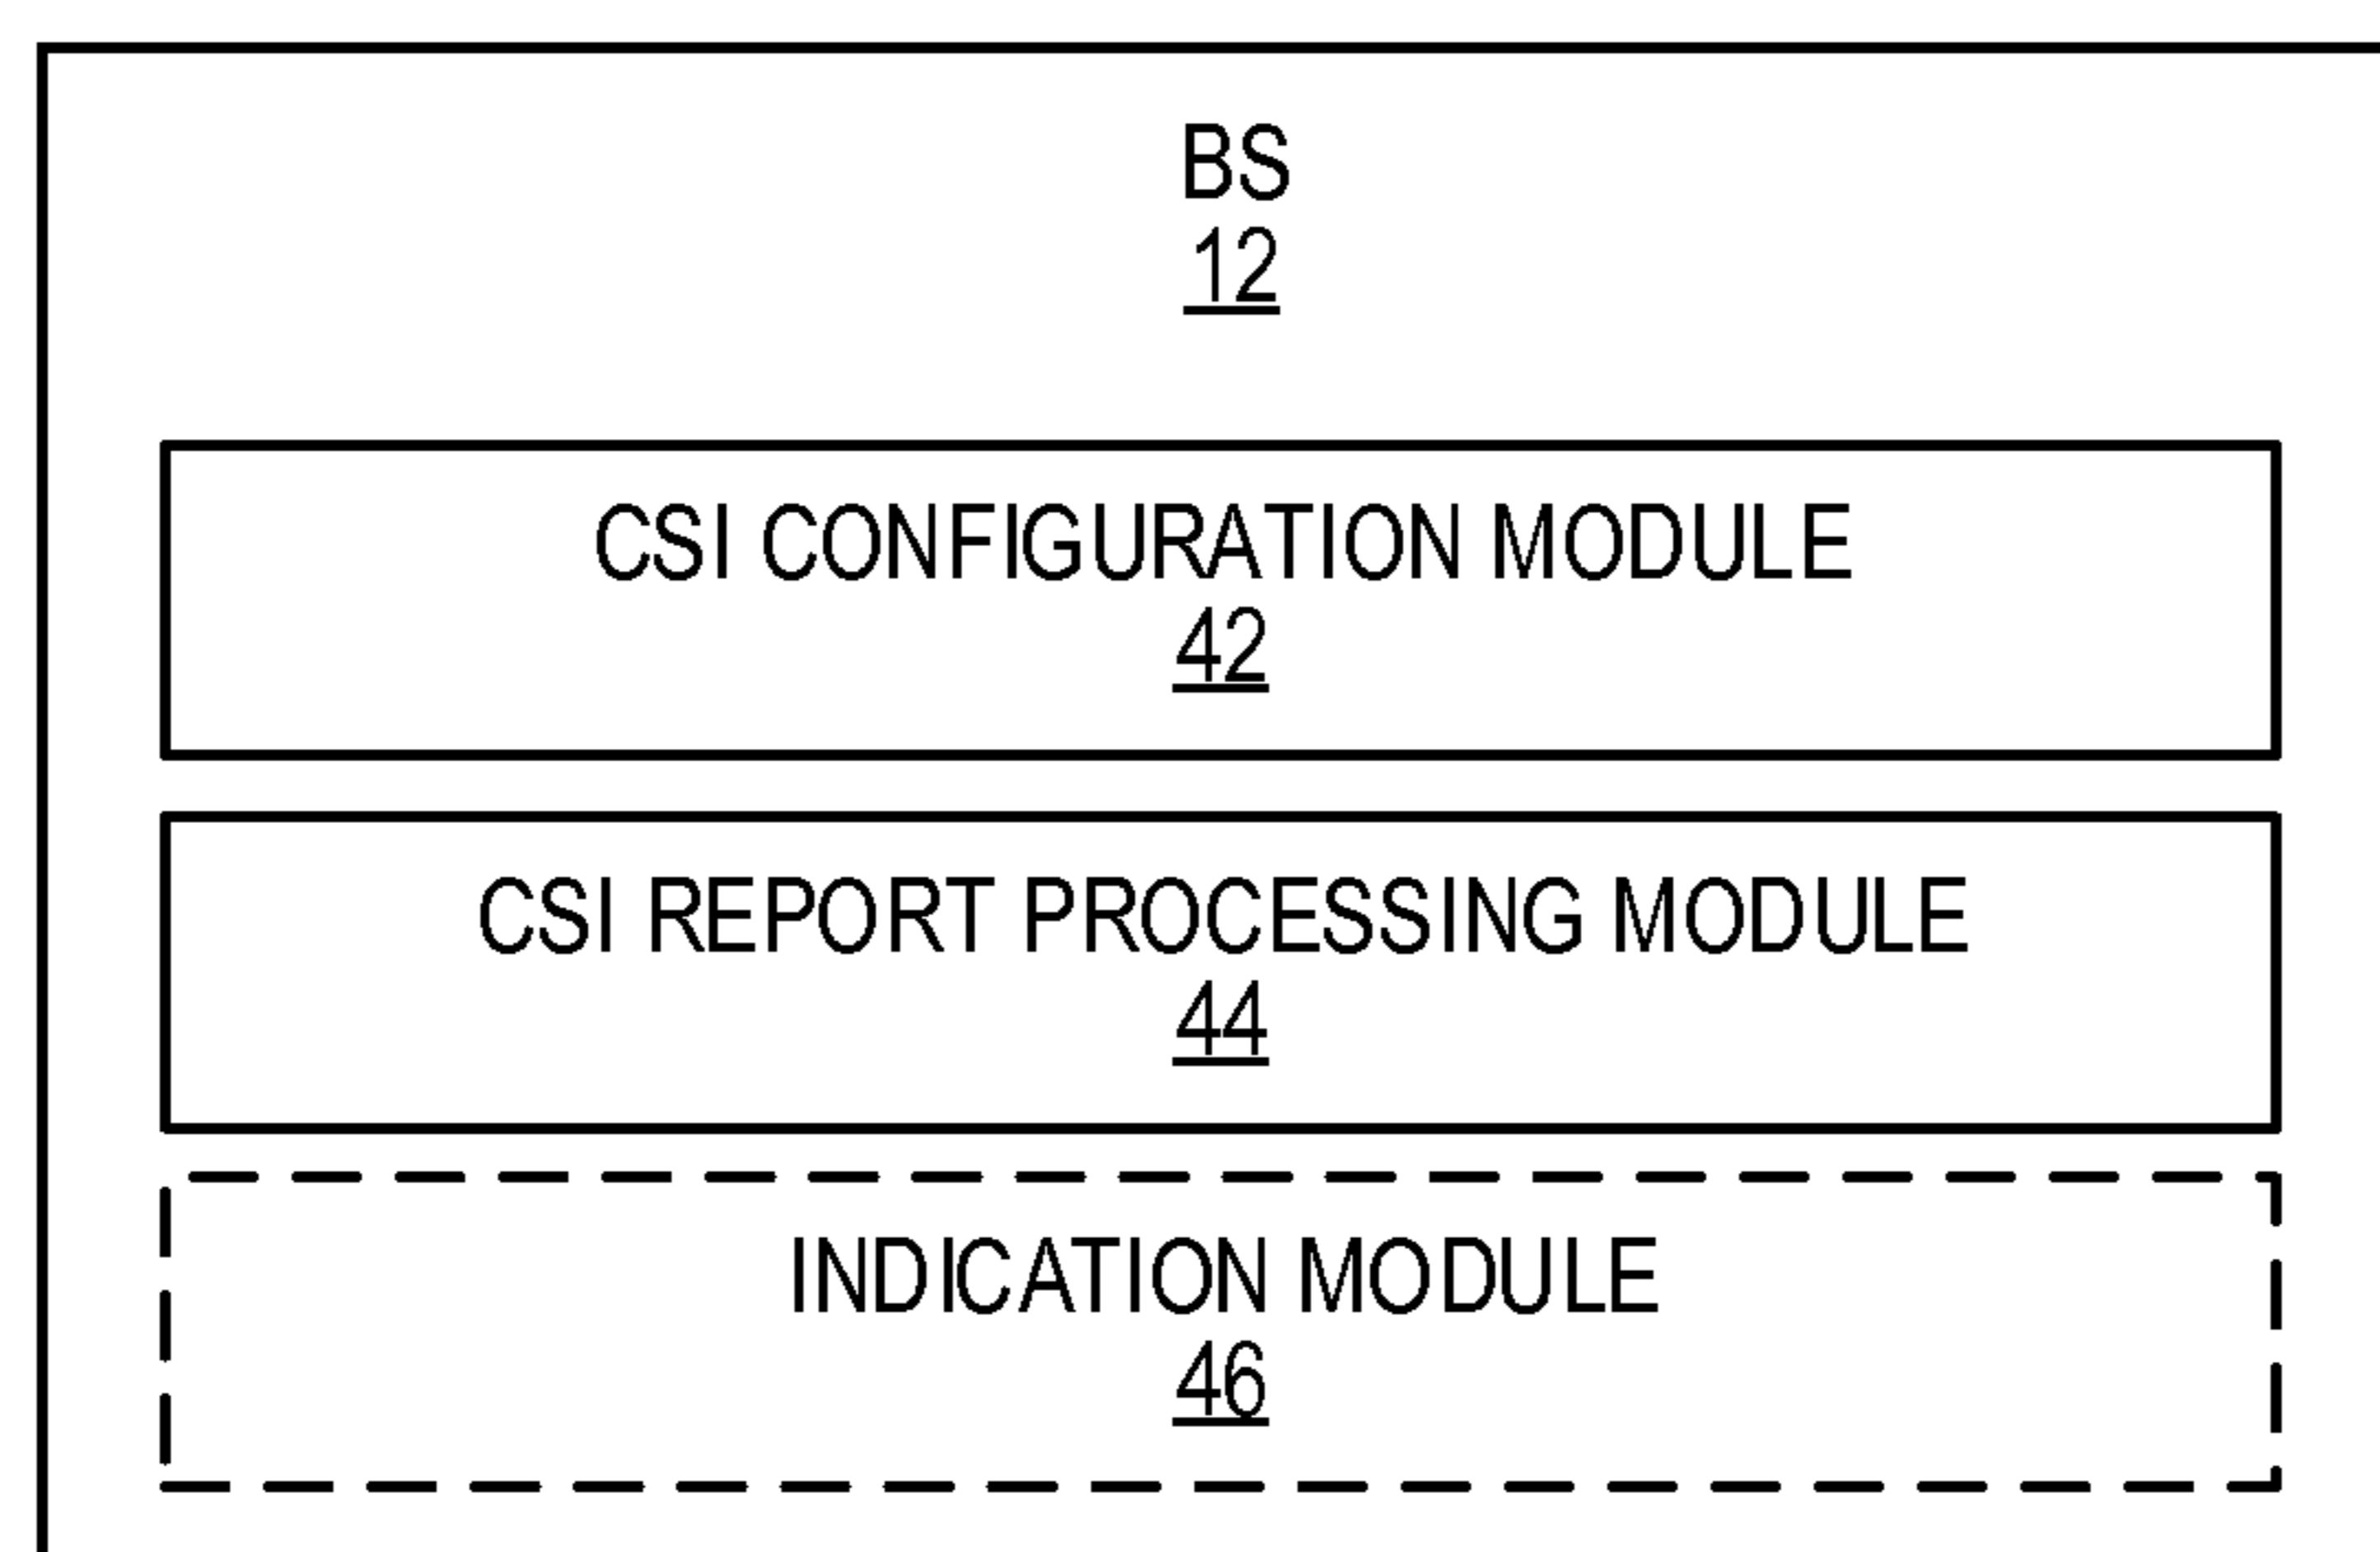 BS
12
CSI CONFIGURATION MODULE
42
CSI REPORT PROCESSING MODULE
44
INDICATION MODULE
46